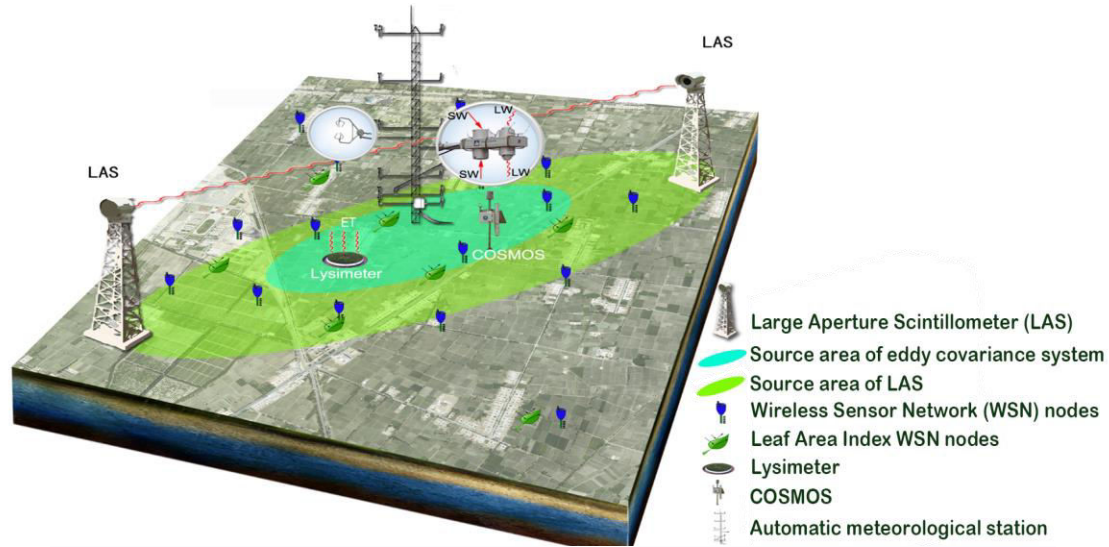 LAS
SW
LW
LAS
SW
LW
ET
COSMOS
Lysimeter
Large Aperture Scintillometer (LAS)
Source area of eddy covariance system
Source area of LAS
Wireless Sensor Network (WSN) nodes
Leaf Area Index WSN nodes
Lysimeter
COSMOS
Automatic meteorological station